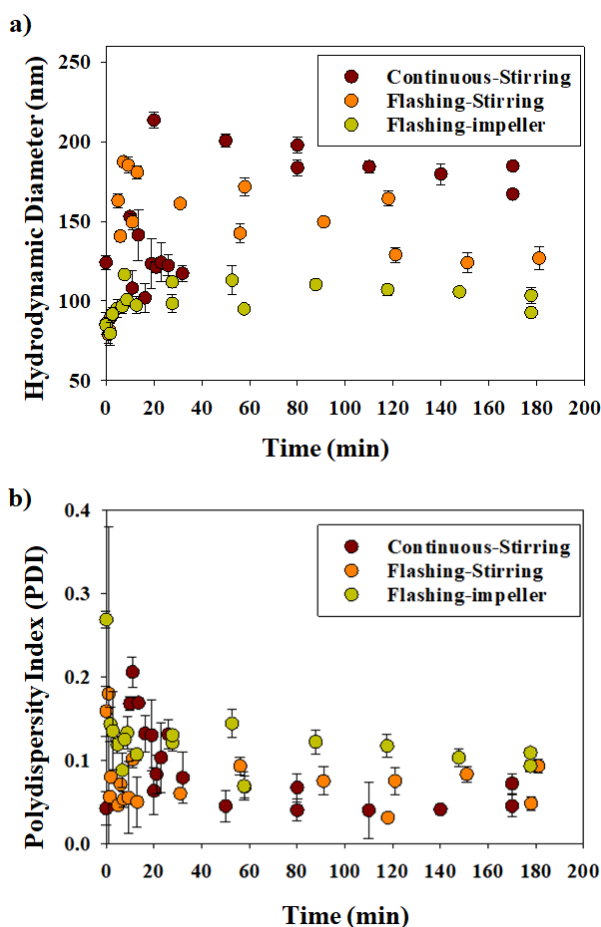 a)
Hydrodynamic Diameter (nm)
250
200
150
100
50
Continuous-Stirring
Flashing-Stirring
Flashing-impeller
0 20 40 60 80 100 120 140 160 180 200
Time (min)
b)
Polydispersity Index (PDI)
0.4
0.3
0.2
0.1
0.0
Continuous-Stirring
Flashing-Stirring
Flashing-impeller
0 20 40 60 80 100 120 140 160 180 200
Time (min)